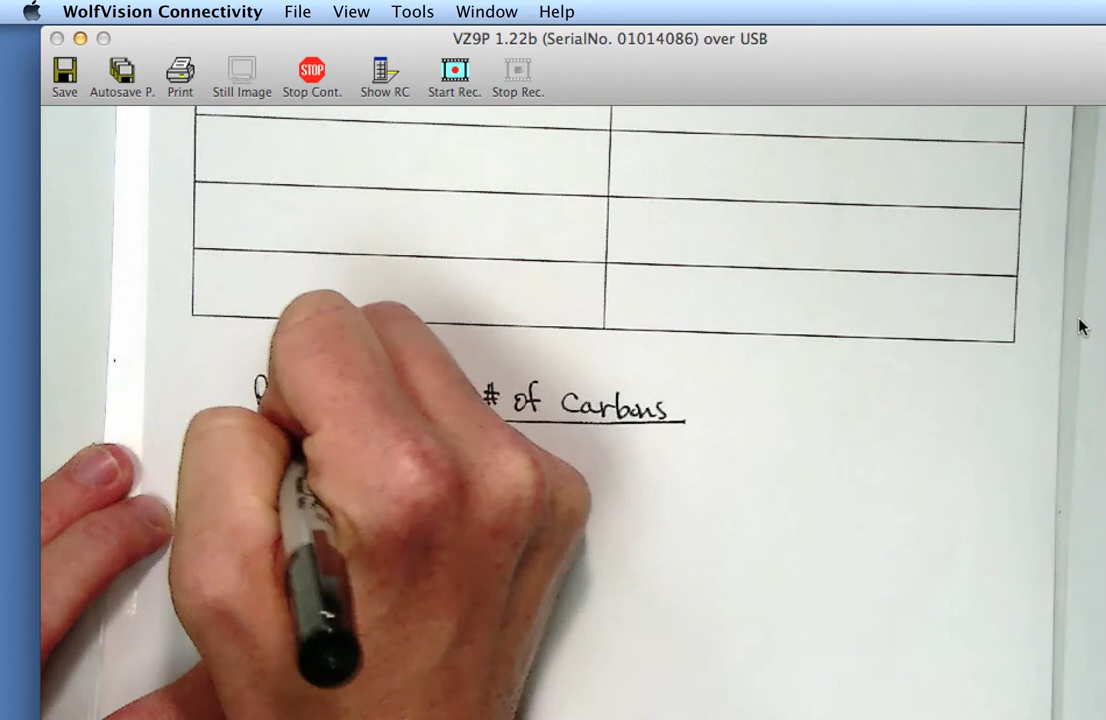 WolfVision Connectivity File View Tools Window Help
VZ9P 1.22b (SerialNo. 01014086) over USB
Save Autosave P. Print Still Image Stop Cont. Show RC Start Rec. Stop Rec.
STOP
# of Carbons